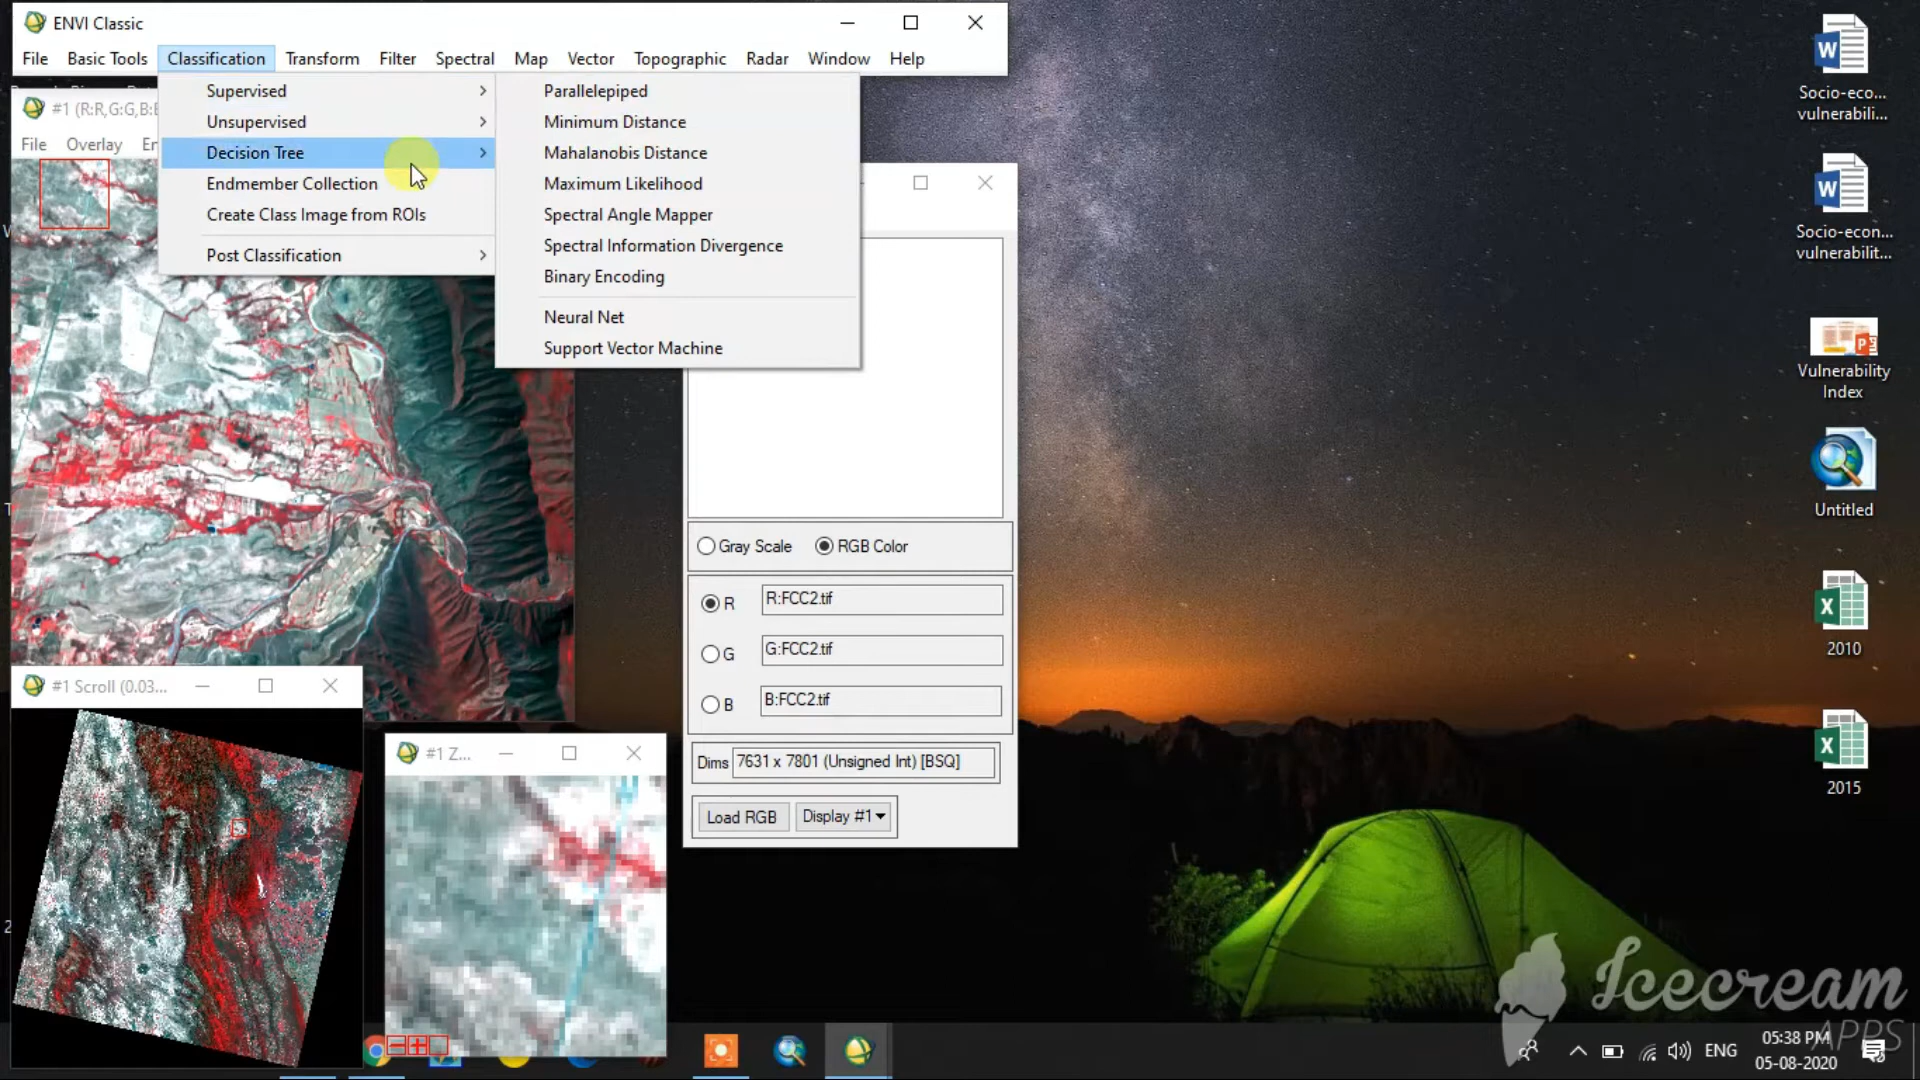 ENVI Classic
File Basic Tools Classification Transform Filter Spectral Map Vector Topographic Radar Window Help
Supervised
Unsupervised
Decision Tree
Endmember Collection
Create Class Image from ROIs
Post Classification
Parallelepiped
Minimum Distance
Mahalanobis Distance
Maximum Likelihood
Spectral Angle Mapper
Spectral Information Divergence
Binary Encoding
Neural Net
Support Vector Machine
#1 (R:R,G:G,B:
File Overlay
Gray Scale RGB Color
R R:FCC2.tif
G G:FCC2.tif
B B:FCC2.tif
Dims 7631 x 7801 (Unsigned Int) [BSQ]
Load RGB Display #1
#1 Scroll (0.03...
#1 Z...
Socio-eco...
vulnerabili...
Socio-econ...
vulnerabilit...
Vulnerability
Index
Untitled
2010
2015
Icecream
APPS
ENG
05:38 PM
05-08-2020